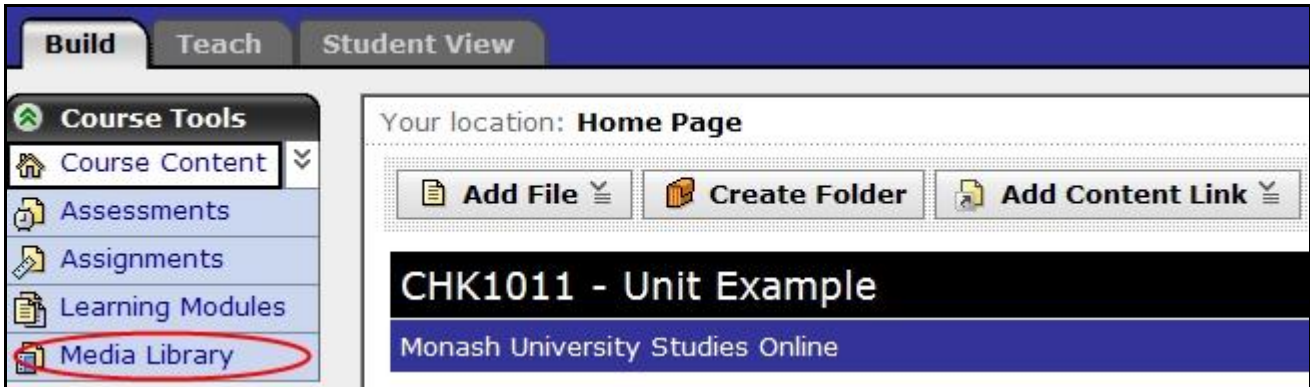 Build Teach Student View
Course Tools
Course Content
Assessments
Assignments
Learning Modules
Media Library
Your location: Home Page
Add File Create Folder Add Content Link
CHK1011 - Unit Example
Monash University Studies Online